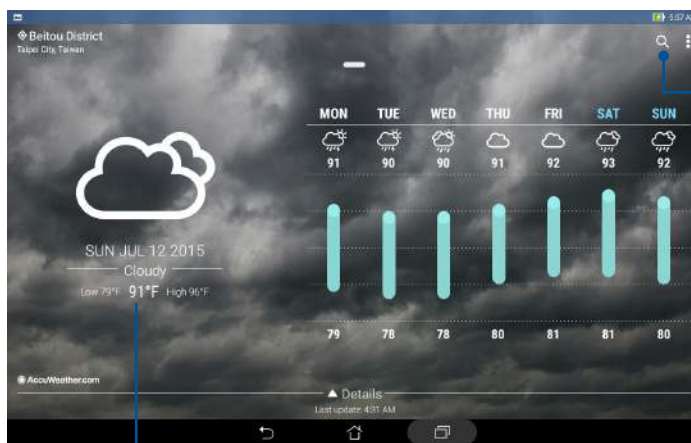 5:57 A
Beitou District
Taipei City, Taiwan
MON TUE WED THU FRI SAT SUN
91 90 90 91 92 93 92
SUN JUL 12 2015
Cloudy
Low 79°F 91°F High 96°F
79 78 78 80 81 81 80
AccuWeather.com
Details
Last update 4:31 AM